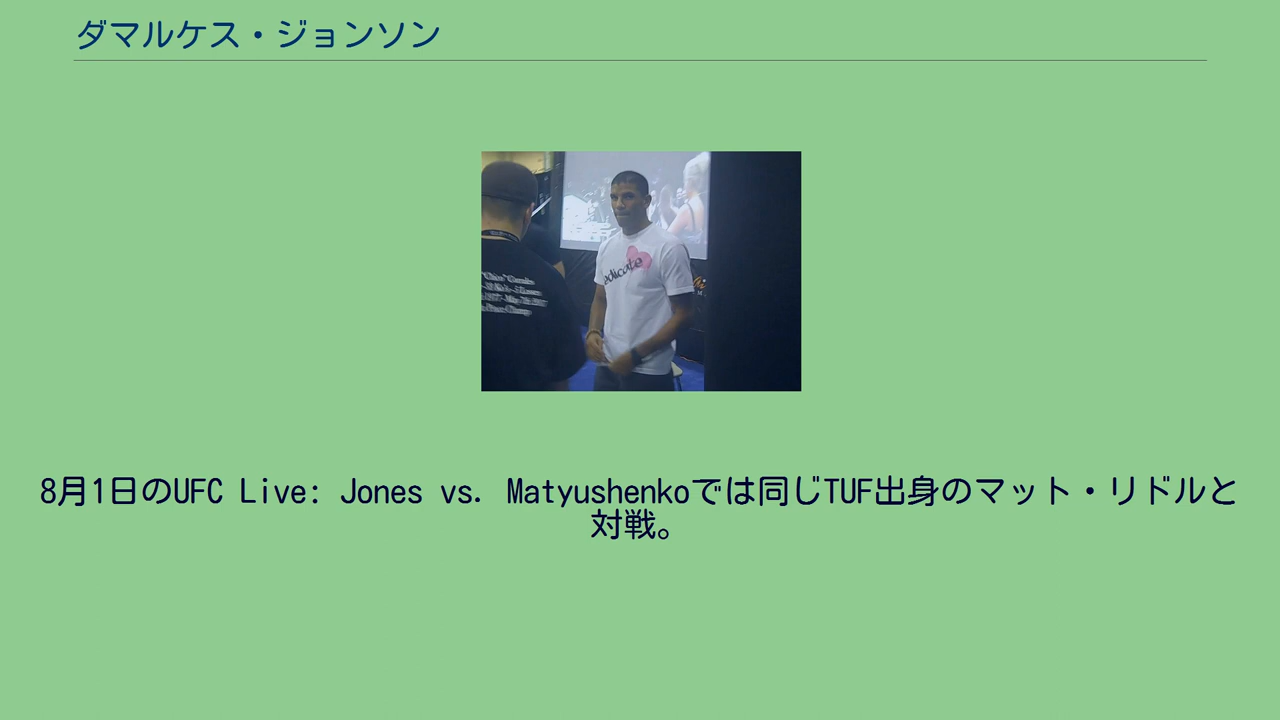 ダマルケス・ジョンソン
edicate
8月1日のUFC Live: Jones vs. Matyushenkoでは同じTUF出身のマット・リドルと
対戦。